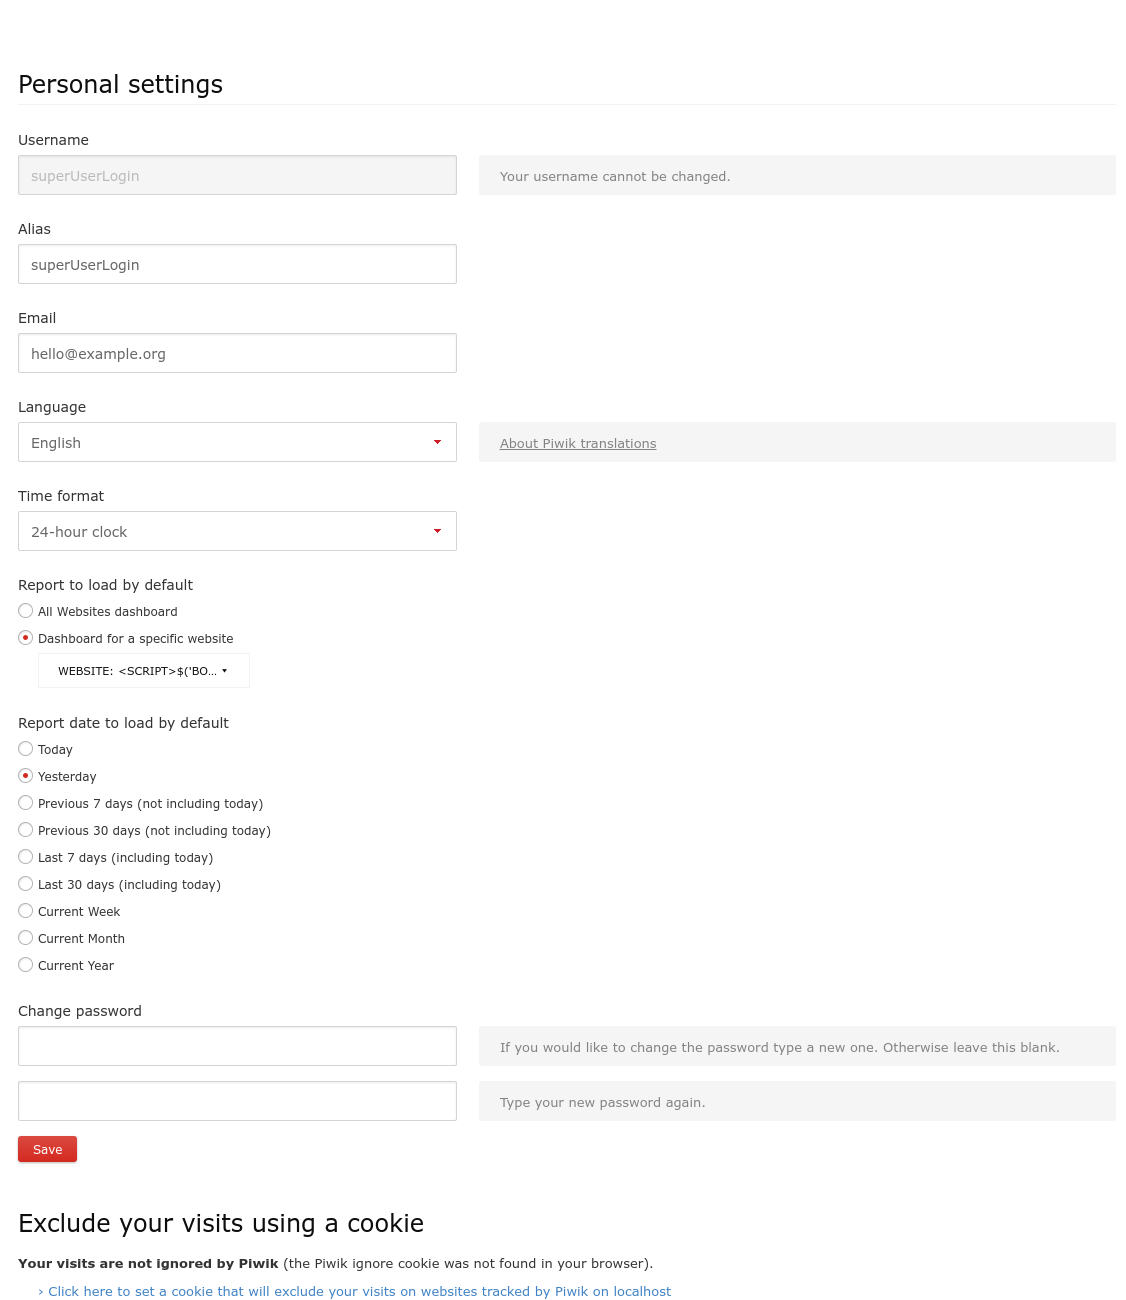 Personal settings
Username
superUserLogin
Your username cannot be changed.
Alias
superUserLogin
Email
hello@example.org
Language
English
About Piwik translations
Time format
24-hour clock
Report to load by default
All Websites dashboard
Dashboard for a specific website
WEBSITE: <SCRIPT>$('BO...
Report date to load by default
Today
Yesterday
Previous 7 days (not including today)
Previous 30 days (not including today)
Last 7 days (including today)
Last 30 days (including today)
Current Week
Current Month
Current Year
Change password
If you would like to change the password type a new one. Otherwise leave this blank.
Type your new password again.
Save
Exclude your visits using a cookie
Your visits are not ignored by Piwik (the Piwik ignore cookie was not found in your browser).
› Click here to set a cookie that will exclude your visits on websites tracked by Piwik on localhost